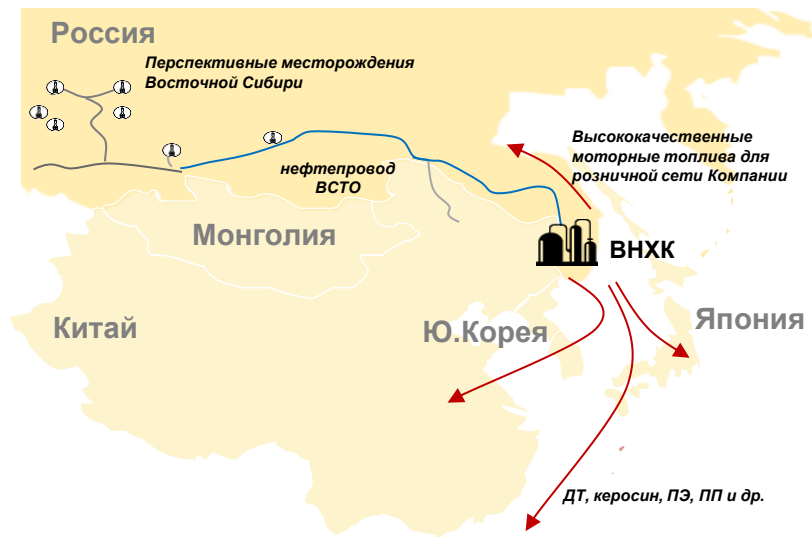 Россия
Перспективные месторождения
Восточной Сибири
Высококачественные
моторные топлива для
розничной сети Компании
нефтепровод
ВСТО
Монголия
ВНХК
Китай
Ю.Корея
Япония
ДТ, керосин, ПЭ, ПП и др.